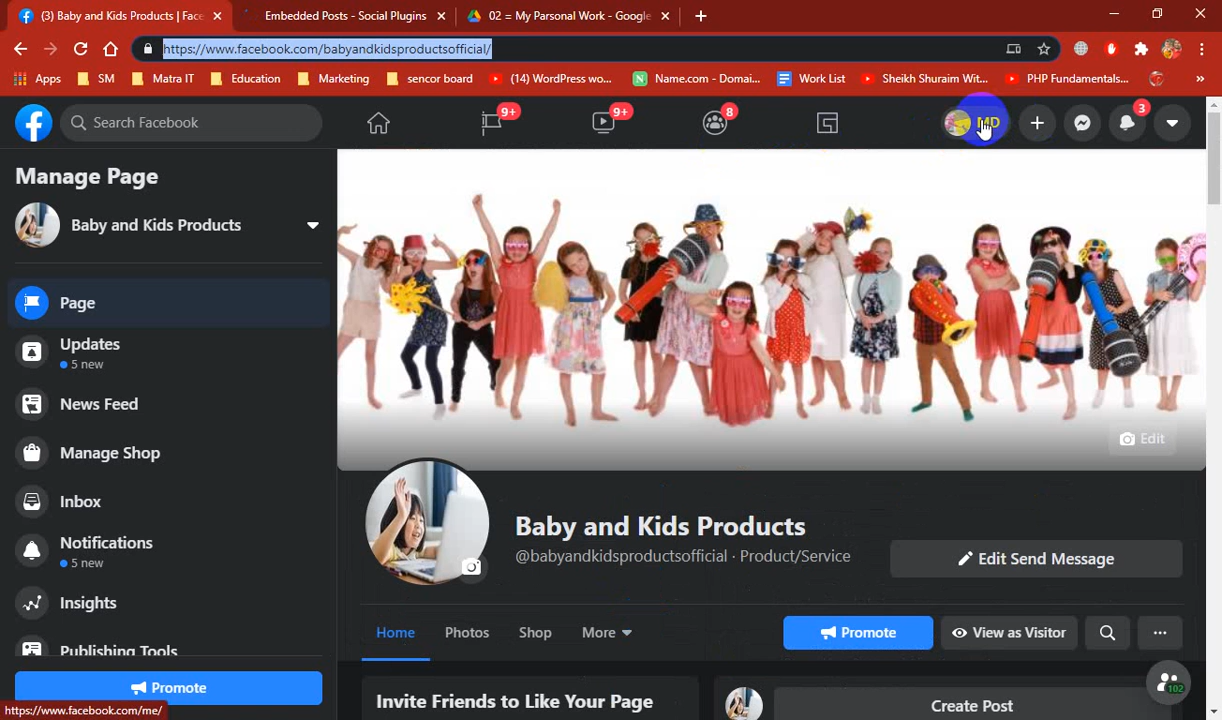 (3) Baby and Kids Products | Face
Embedded Posts - Social Plugins
02 = My Parsonal Work - Google
https://www.facebook.com/babyandkidsproductsofficial/
Apps
SM
Matra IT
Education
Marketing
sencor board
(14) WordPress wo...
Name.com - Domai...
Work List
Sheikh Shuraim Wit...
PHP Fundamentals...
Search Facebook
9+
9+
8
MD
3
Manage Page
Baby and Kids Products
Page
Updates
5 new
News Feed
Manage Shop
Inbox
Notifications
5 new
Insights
Publishing Tools
Promote
https://www.facebook.com/me/
Edit
Baby and Kids Products
@babyandkidsproductsofficial · Product/Service
Edit Send Message
Home
Photos
Shop
More
Promote
View as Visitor
Invite Friends to Like Your Page
Create Post
102